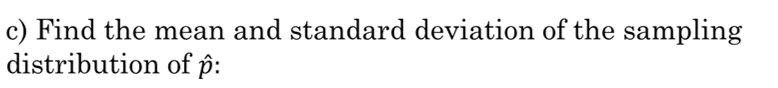 c) Find the mean and standard deviation of the sampling
distribution of p̂: